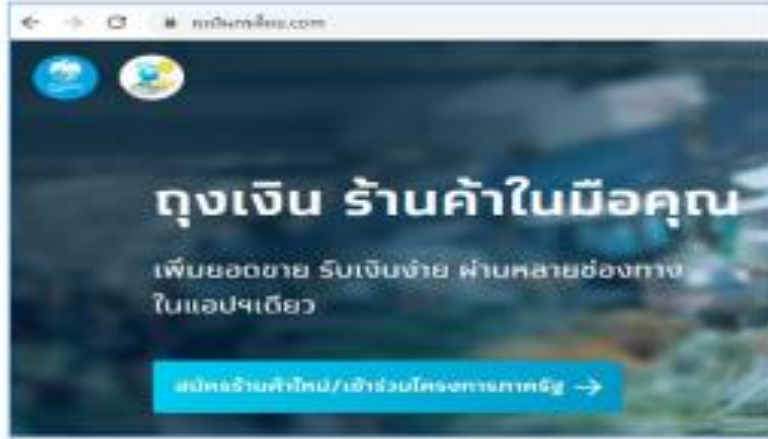 ถุงเงิน ร้านค้าในมือคุณ
เพิ่มยอดขาย รับเงินง่าย ผ่านหลายช่องทาง
ในแอปฯเดียว
สมัครร้านค้าใหม่/เข้าร่วมโครงการภาครัฐ →